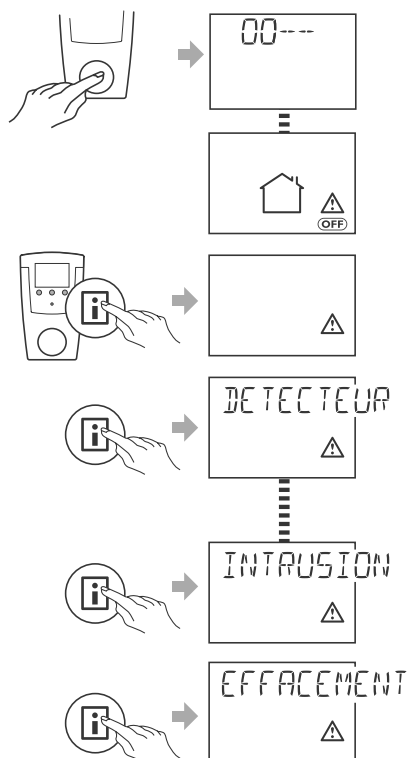 00----
OFF
i
DETECTEUR
i
INTRUSION
i
EFFACEMENT
i